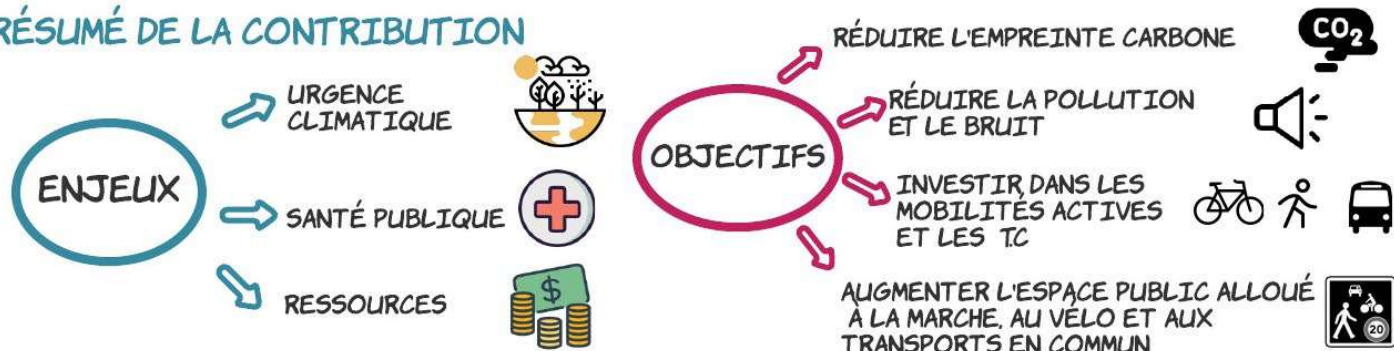 RÉSUMÉ DE LA CONTRIBUTION
ENJEUX
URGENCE
CLIMATIQUE
SANTÉ PUBLIQUE
RESSOURCES
$
OBJECTIFS
RÉDUIRE L'EMPREINTE CARBONE
CO2
RÉDUIRE LA POLLUTION
ET LE BRUIT
INVESTIR DANS LES
MOBILITÉS ACTIVES
ET LES TC
AUGMENTER L'ESPACE PUBLIC ALLOUÉ
À LA MARCHE, AU VÉLO ET AUX
TRANSPORTS EN COMMUN
20